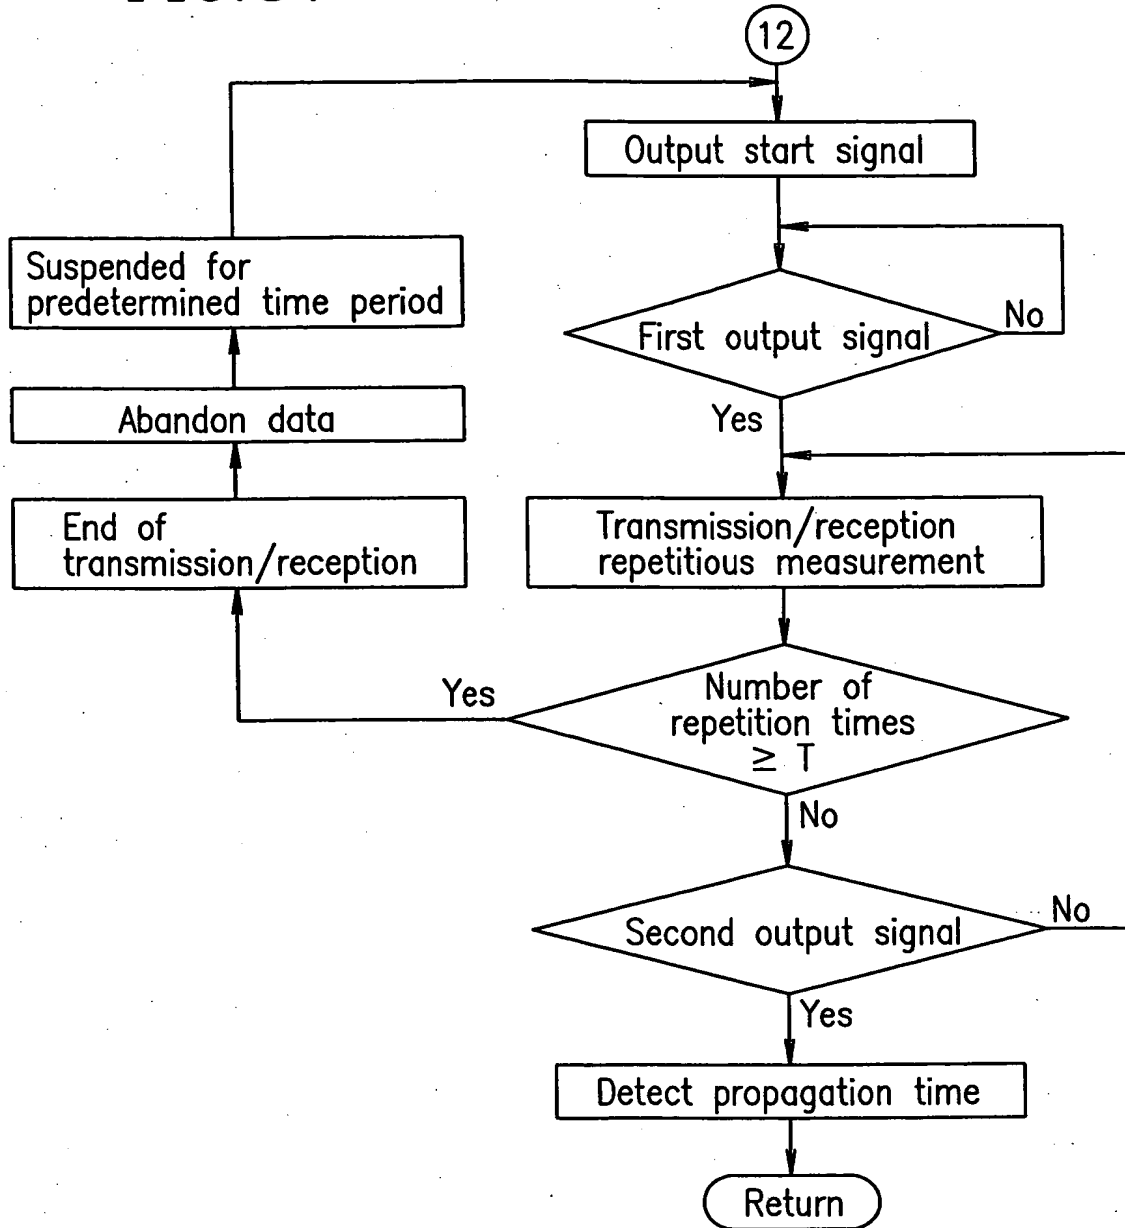 12
Output start signal
First output signal
No
Yes
Transmission/reception
repetitious measurement
Number of
repetition times
≥ T
Yes
End of
transmission/reception
Abandon data
Suspended for
predetermined time period
No
Second output signal
No
Yes
Detect propagation time
Return